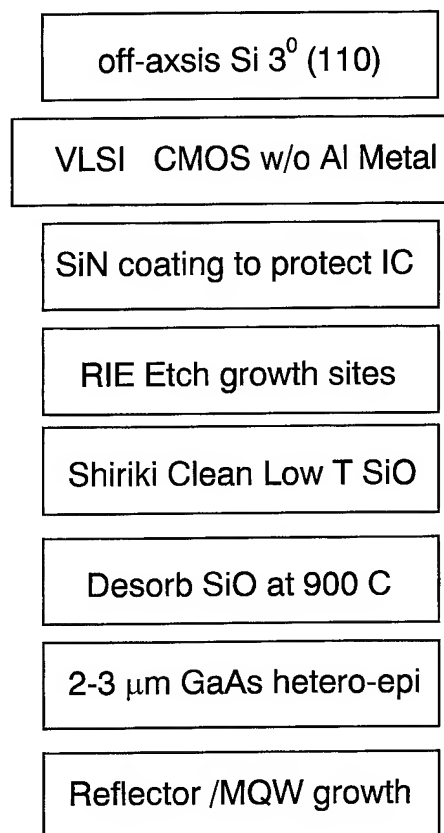 off-axsis Si 3⁰ (110)
VLSI CMOS w/o Al Metal
SiN coating to protect IC
RIE Etch growth sites
Shiriki Clean Low T SiO
Desorb SiO at 900 C
2-3 μm GaAs hetero-epi
Reflector /MQW growth